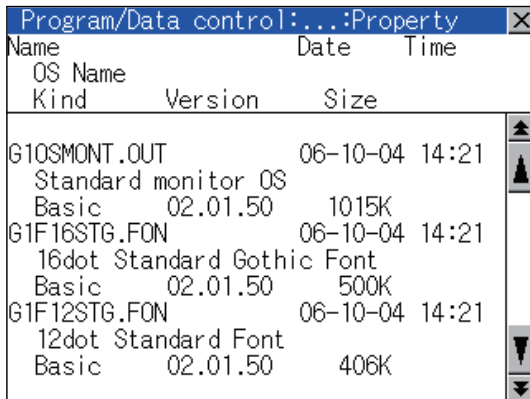 Program/Data control:...:Property
Name Date Time
OS Name
Kind Version Size
G1OSMONT.OUT 06-10-04 14:21
Standard monitor OS
Basic 02.01.50 1015K
G1F16STG.FON 06-10-04 14:21
16dot Standard Gothic Font
Basic 02.01.50 500K
G1F12STG.FON 06-10-04 14:21
12dot Standard Font
Basic 02.01.50 406K